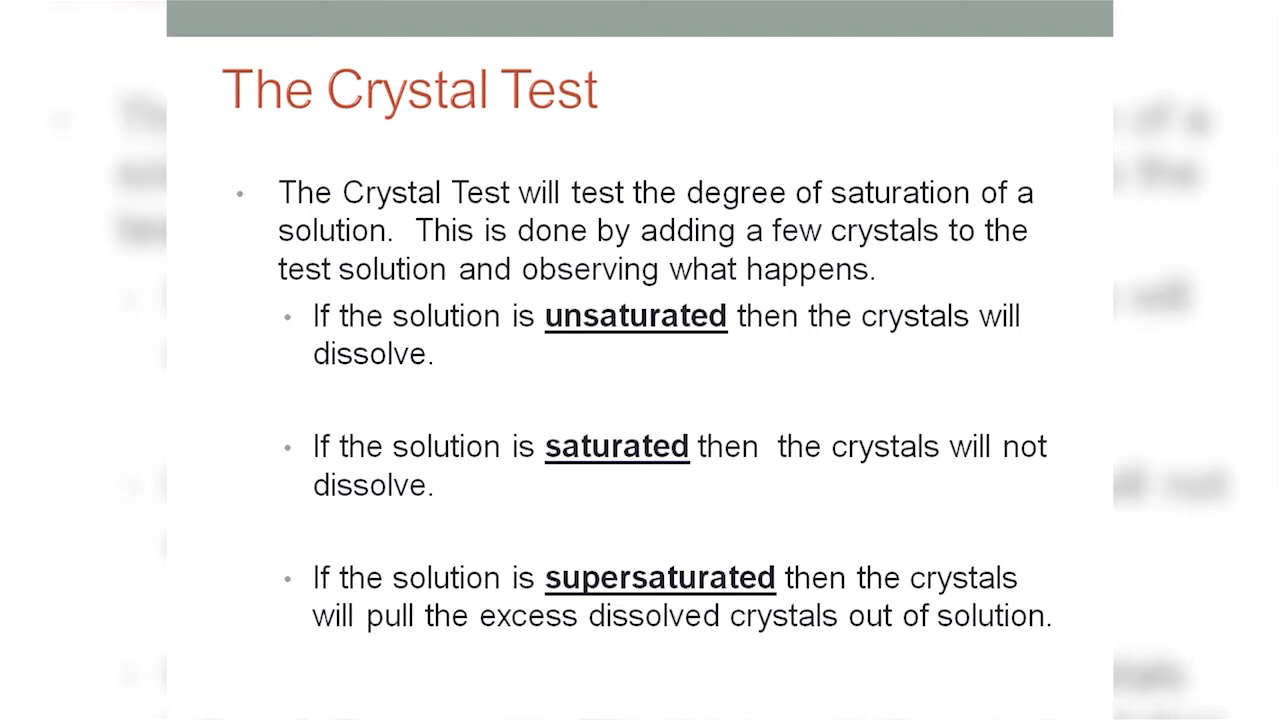 The Crystal Test
• The Crystal Test will test the degree of saturation of a
solution. This is done by adding a few crystals to the
test solution and observing what happens.
• If the solution is unsaturated then the crystals will
dissolve.
• If the solution is saturated then the crystals will not
dissolve.
• If the solution is supersaturated then the crystals
will pull the excess dissolved crystals out of solution.